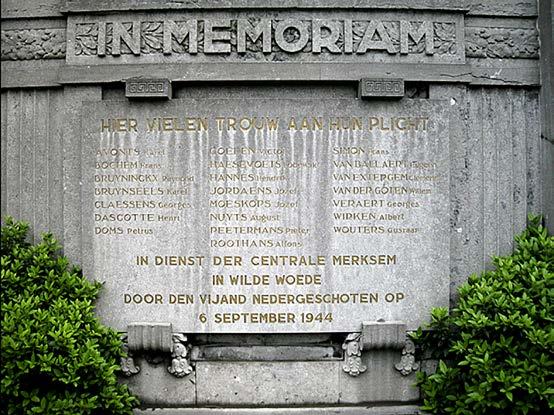 IN MEMORIAM
HIER VIELEN TROUW AAN HUN PLICHT
AVONTS Karel
BOCHEM Frans
BRUYNINCKX Raymond
BRUYNSEELS Karel
CLAESSENS Georges
DASCOTTE Henri
DOMS Petrus
GOELEN Victor
HAESEVOETS Lodewijk
HANNES Hendrik
JORDAENS Jozef
MOESKOPS Jozef
NUYTS August
PEETERMANS Pieter
ROOTHANS Alfons
SIMON Frans
VAN BALLAERT
VAN EXTERGEM Clement
VAN DER GOTEN Willem
VERAERT Georges
WIRKEN Albert
WOUTERS Gustaaf
IN DIENST DER CENTRALE MERKSEM
IN WILDE WOEDE
DOOR DEN VIJAND NEDERGESCHOTEN OP
6 SEPTEMBER 1944